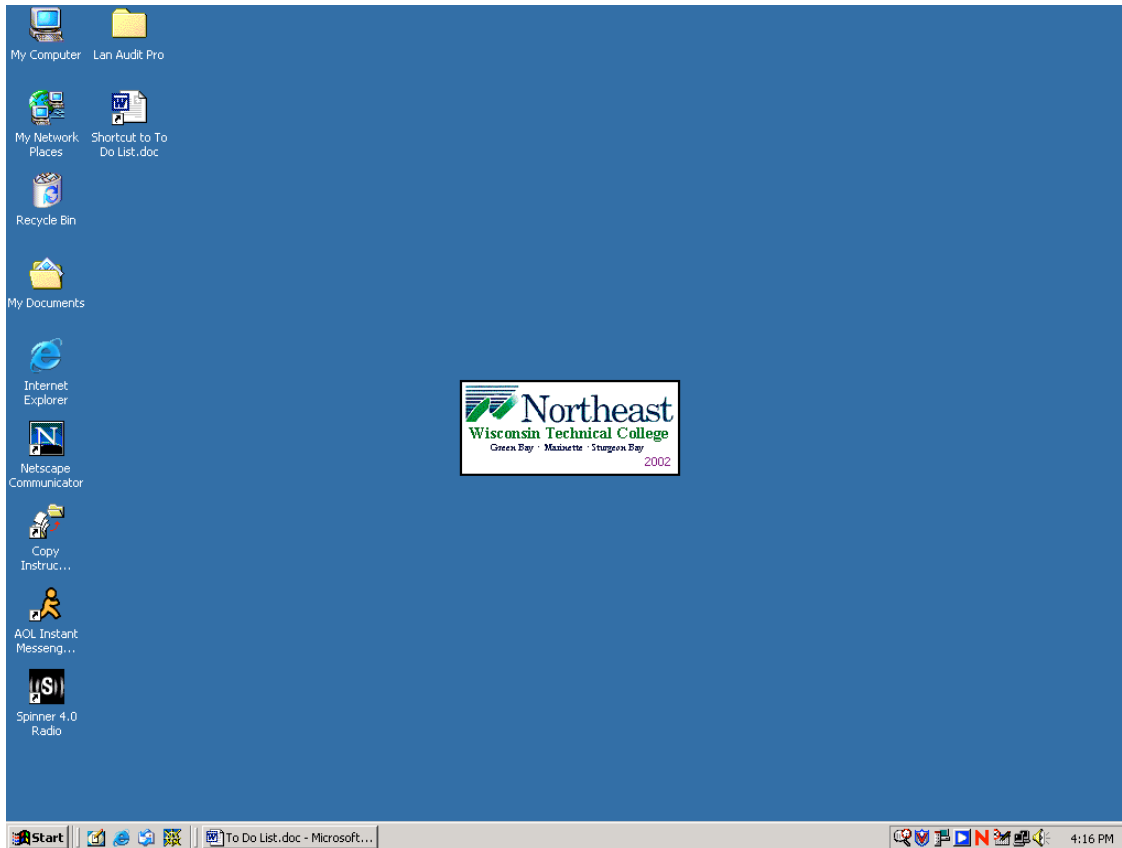 My Computer
Lan Audit Pro
My Network
Places
Shortcut to To
Do List.doc
Recycle Bin
My Documents
Internet
Explorer
Netscape
Communicator
Copy
Instruc...
AOL Instant
Messeng...
Spinner 4.0
Radio
Northeast
Wisconsin Technical College
Green Bay · Marinette · Sturgeon Bay
2002
Start
To Do List.doc - Microsoft...
4:16 PM